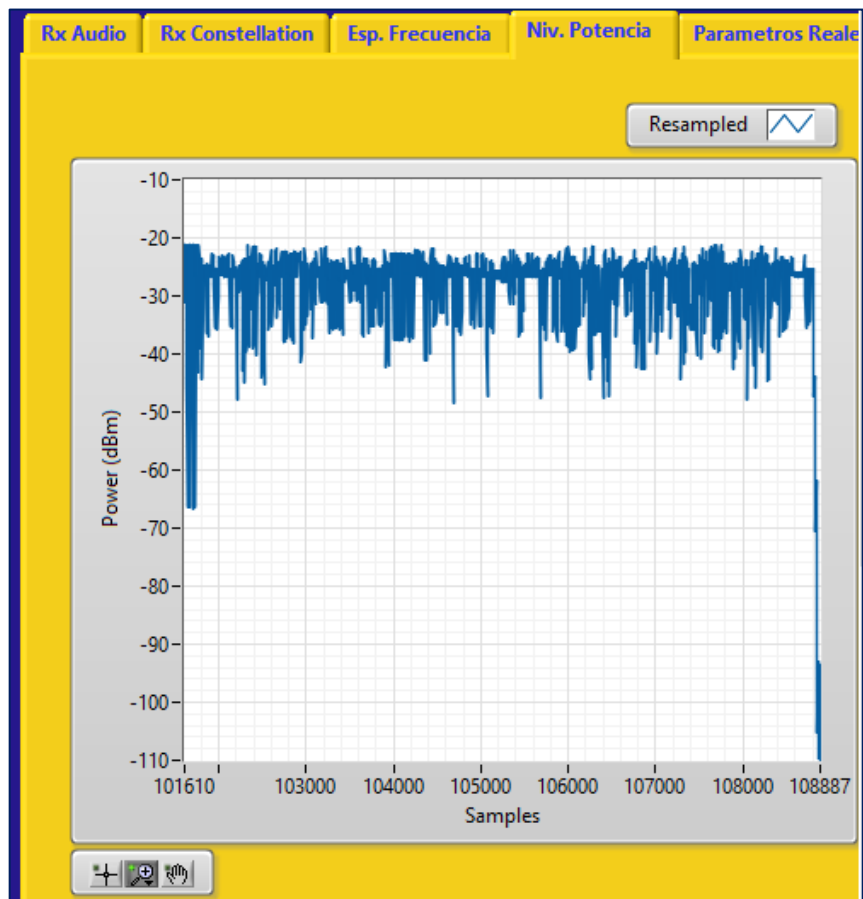 Rx Audio Rx Constellation Esp. Frecuencia Niv. Potencia Parametros Reale
Resampled
-10
-20
-30
-40
-50
-60
-70
-80
-90
-100
-110
Power (dBm)
101610 103000 104000 105000 106000 107000 108000 108887
Samples